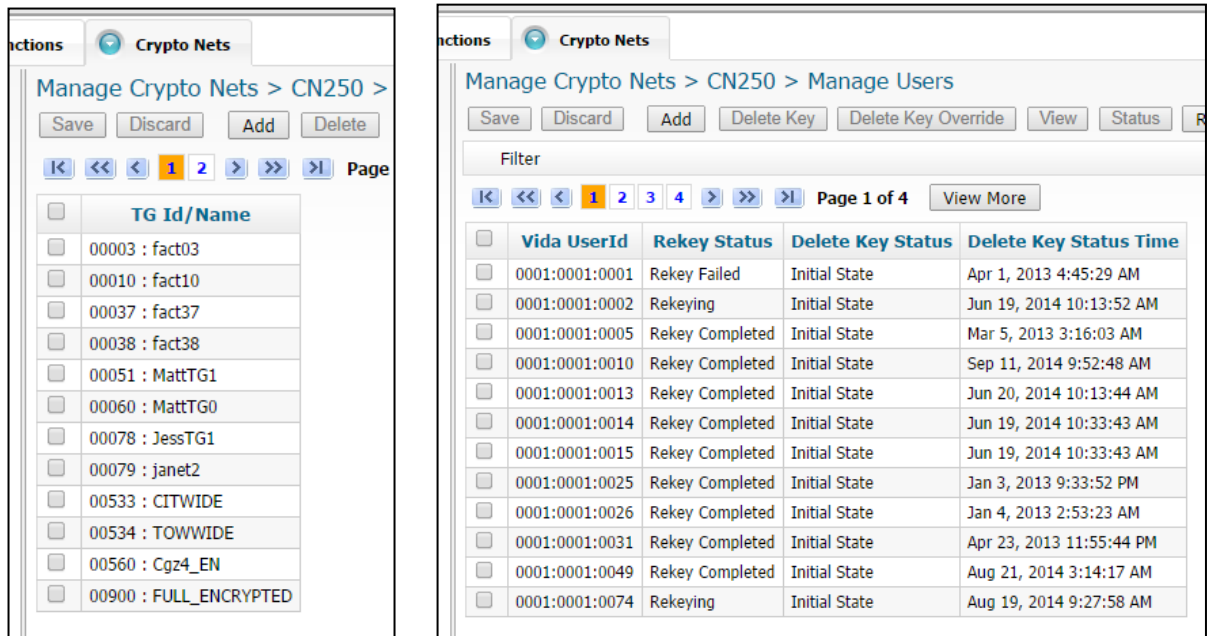 nctions Crypto Nets
Manage Crypto Nets > CN250 >
Save Discard Add Delete
1 2 Page
TG Id/Name
00003 : fact03
00010 : fact10
00037 : fact37
00038 : fact38
00051 : MattTG1
00060 : MattTG0
00078 : JessTG1
00079 : janet2
00533 : CITWIDE
00534 : TOWWIDE
00560 : Cgz4_EN
00900 : FULL_ENCRYPTED
nctions Crypto Nets
Manage Crypto Nets > CN250 > Manage Users
Save Discard Add Delete Key Delete Key Override View Status R
Filter
1 2 3 4 Page 1 of 4 View More
Vida UserId Rekey Status Delete Key Status Delete Key Status Time
0001:0001:0001 Rekey Failed Initial State Apr 1, 2013 4:45:29 AM
0001:0001:0002 Rekeying Initial State Jun 19, 2014 10:13:52 AM
0001:0001:0005 Rekey Completed Initial State Mar 5, 2013 3:16:03 AM
0001:0001:0010 Rekey Completed Initial State Sep 11, 2014 9:52:48 AM
0001:0001:0013 Rekey Completed Initial State Jun 20, 2014 10:13:44 AM
0001:0001:0014 Rekey Completed Initial State Jun 19, 2014 10:33:43 AM
0001:0001:0015 Rekey Completed Initial State Jun 19, 2014 10:33:43 AM
0001:0001:0025 Rekey Completed Initial State Jan 3, 2013 9:33:52 PM
0001:0001:0026 Rekey Completed Initial State Jan 4, 2013 2:53:23 AM
0001:0001:0031 Rekey Completed Initial State Apr 23, 2013 11:55:44 PM
0001:0001:0049 Rekey Completed Initial State Aug 21, 2014 3:14:17 AM
0001:0001:0074 Rekeying Initial State Aug 19, 2014 9:27:58 AM